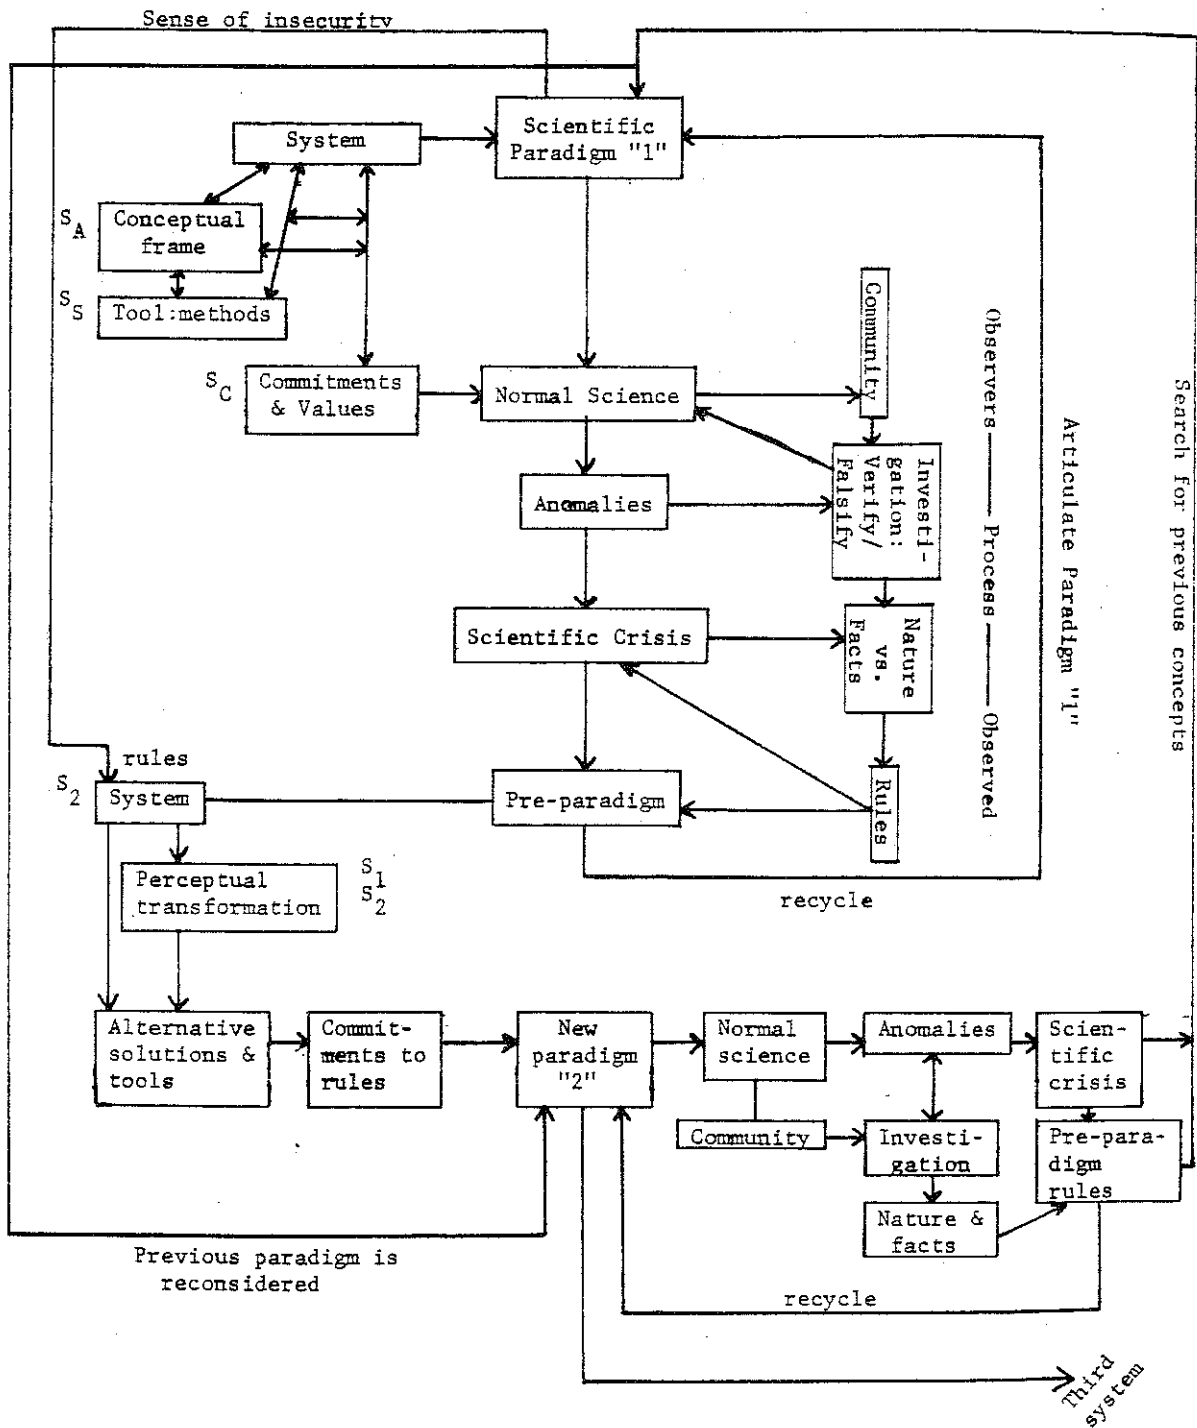 Sense of insecurity
Scientific
Paradigm "1"
System
S_A
Conceptual
frame
S_S
Tool:methods
S_C
Commitments
& Values
Normal Science
Community
Investi-
gation:
Verify/
Falsify
Anomalies
Scientific Crisis
Nature
vs.
Facts
Pre-paradigm
Rules
Observers — Process — Observed
Articulate Paradigm "1"
Search for previous concepts
recycle
rules
S_2
System
Perceptual
transformation
S_1
S_2
Alternative
solutions &
tools
Commit-
ments to
rules
New
paradigm
"2"
Normal
science
Anomalies
Scien-
tific
crisis
Community
Investi-
gation
Pre-para-
digm
rules
Nature &
facts
Previous paradigm is
reconsidered
recycle
Third
system